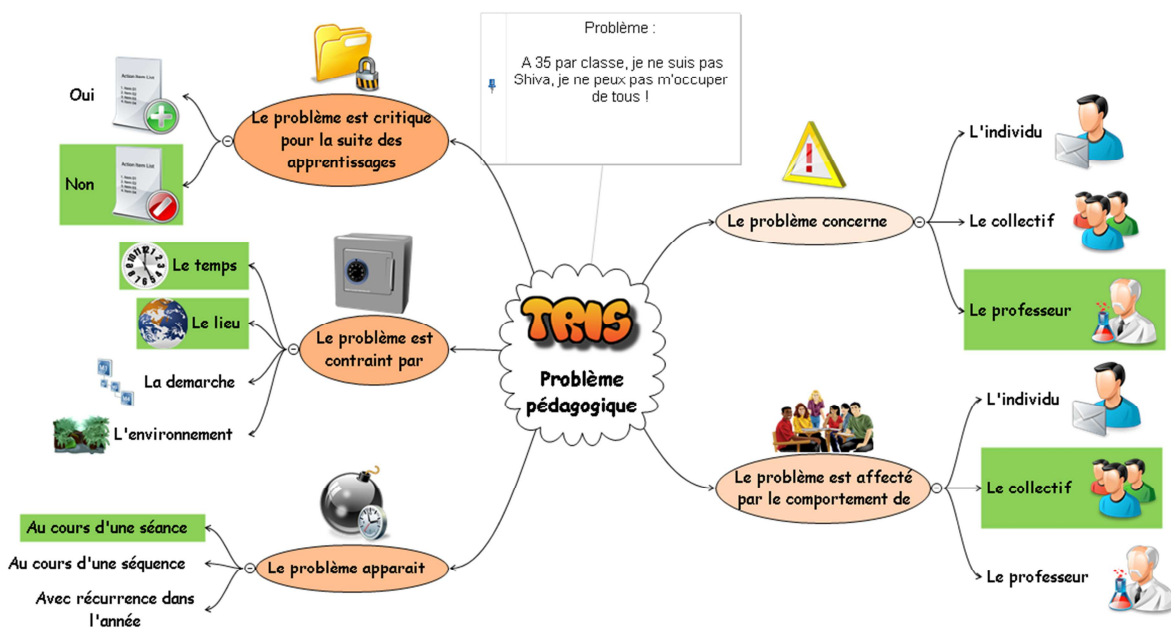 Problème :
A 35 par classe, je ne suis pas
Shiva, je ne peux pas m'occuper
de tous !
Oui
Non
Le problème est critique
pour la suite des
apprentissages
Le temps
Le lieu
La demarche
L'environnement
Le problème est
contraint par
Au cours d'une séance
Au cours d'une séquence
Avec récurrence dans
l'année
Le problème apparait
TRIS
Problème
pédagogique
Le problème concerne
L'individu
Le collectif
Le professeur
Le problème est affecté
par le comportement de
L'individu
Le collectif
Le professeur